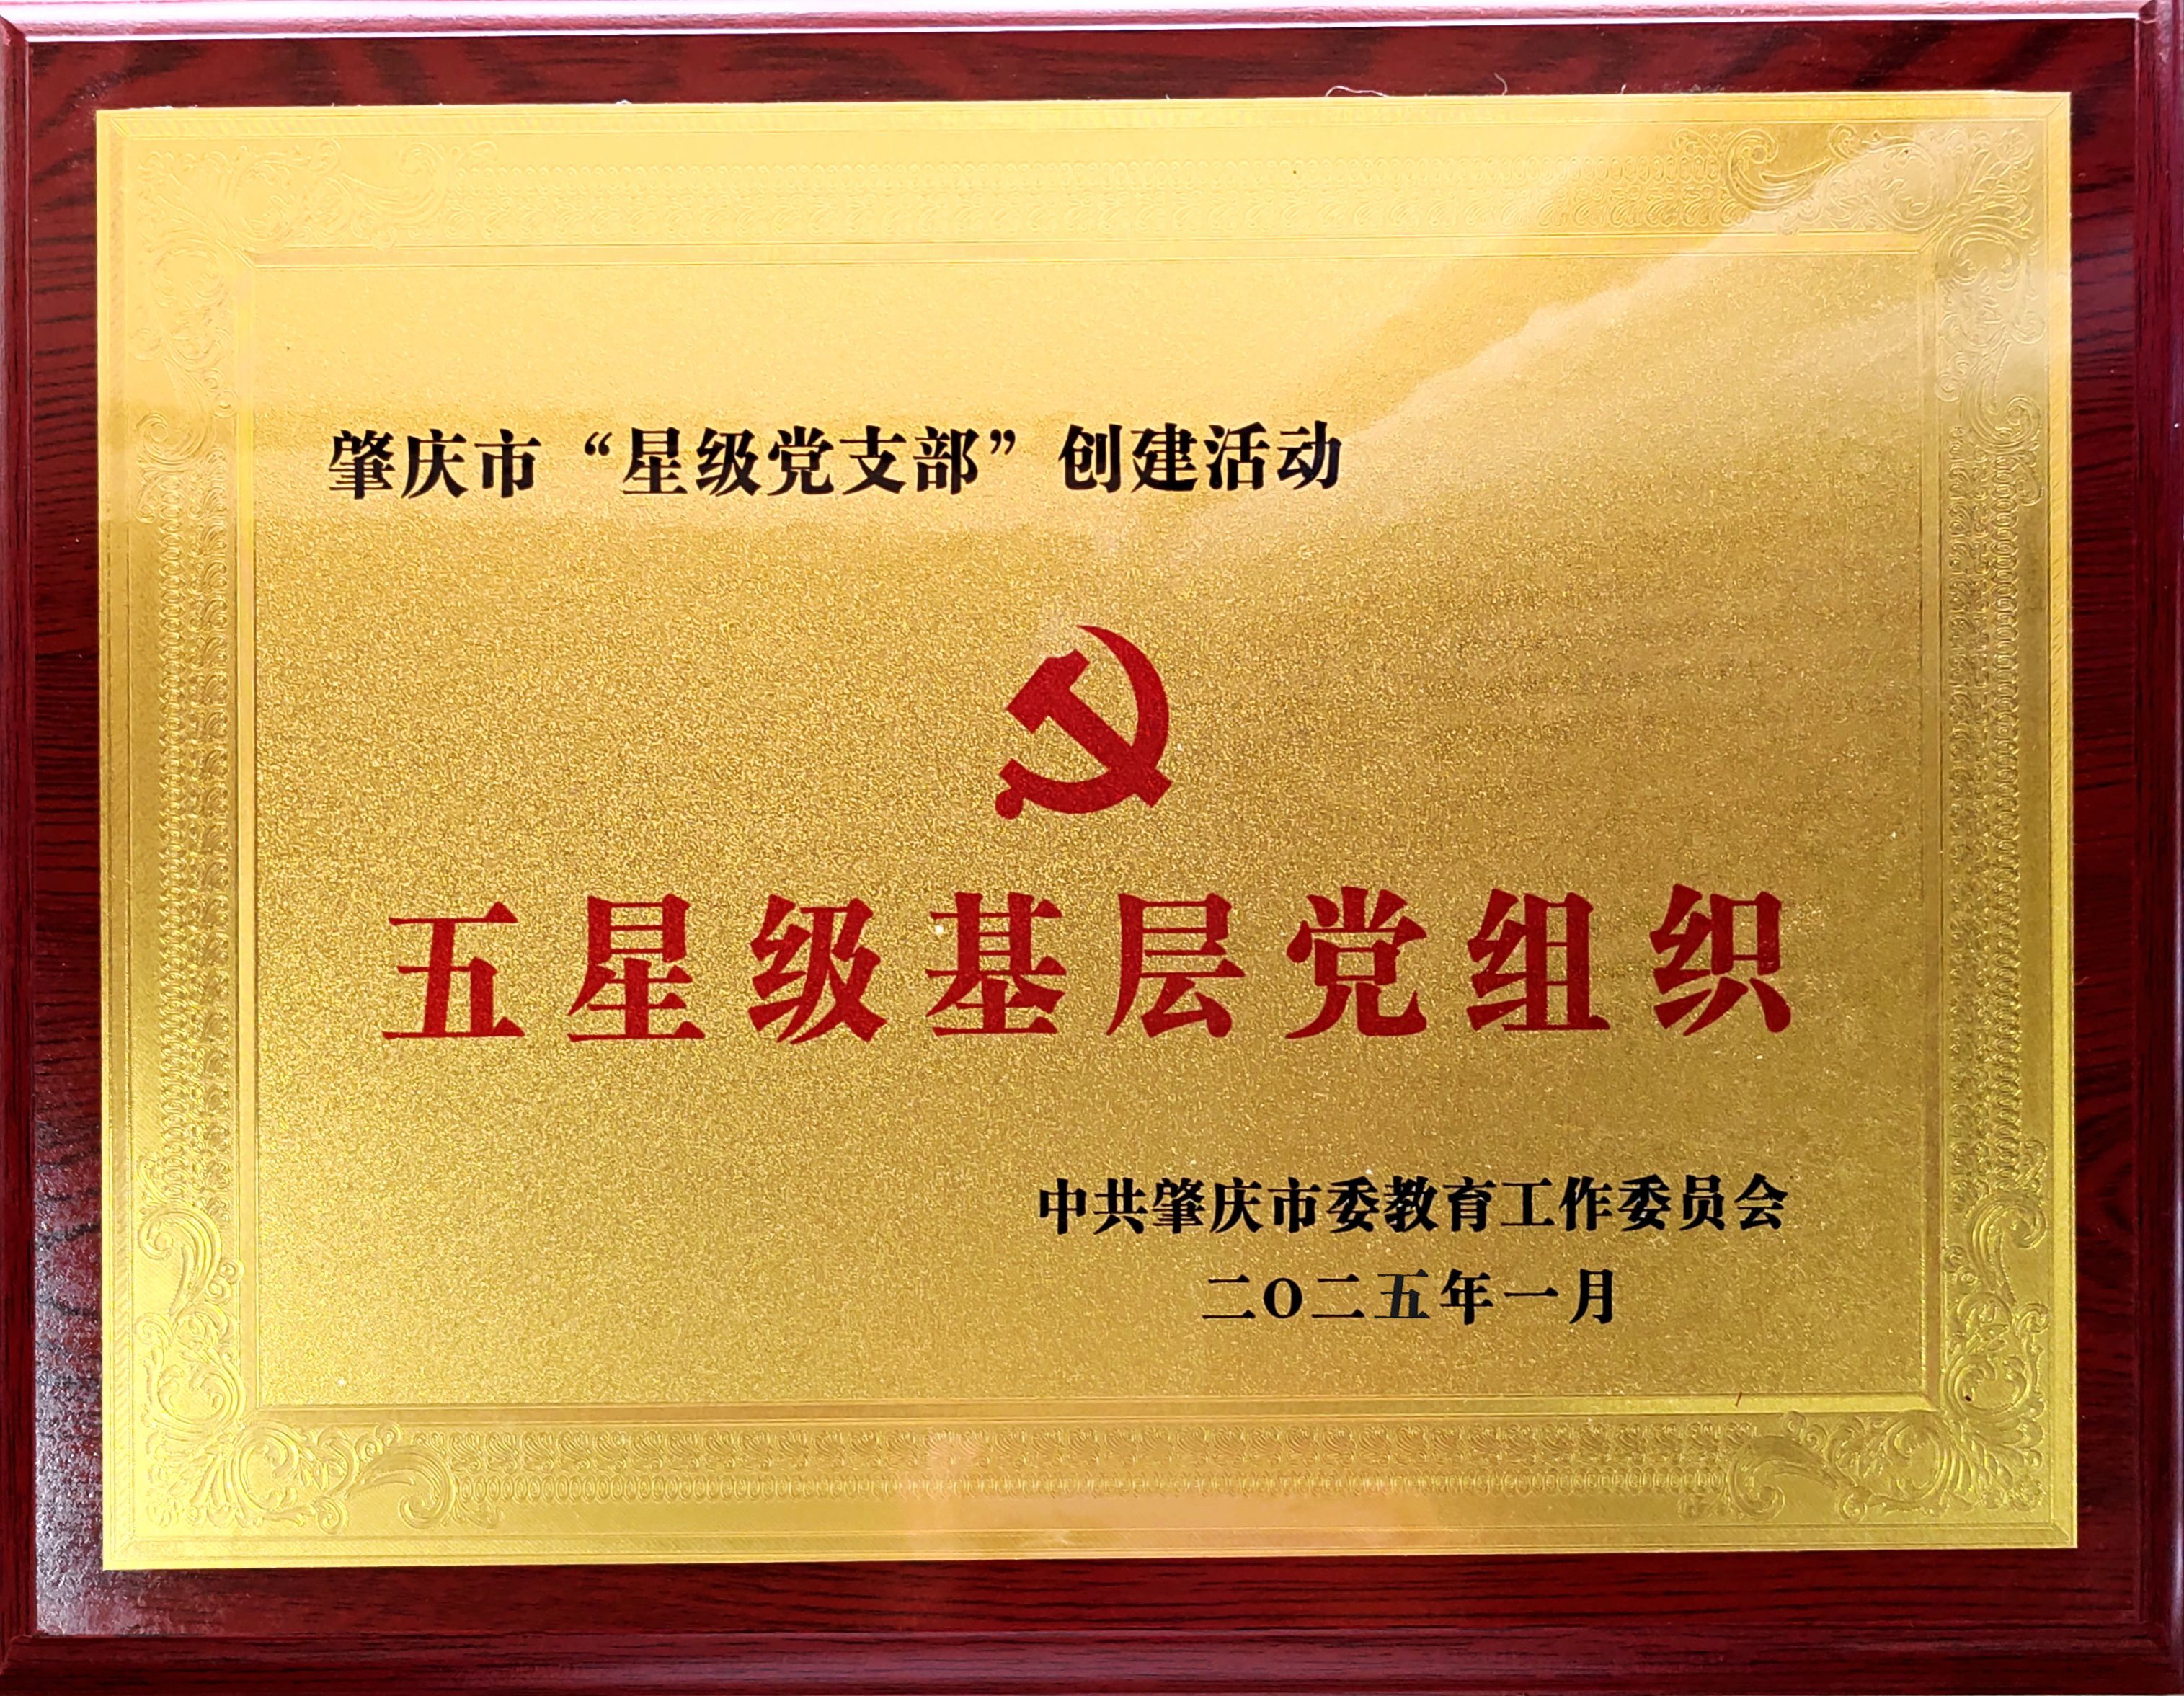 肇庆市“星级党支部”创建活动
五星级基层党组织
中共肇庆市委教育工作委员会
二〇二五年一月